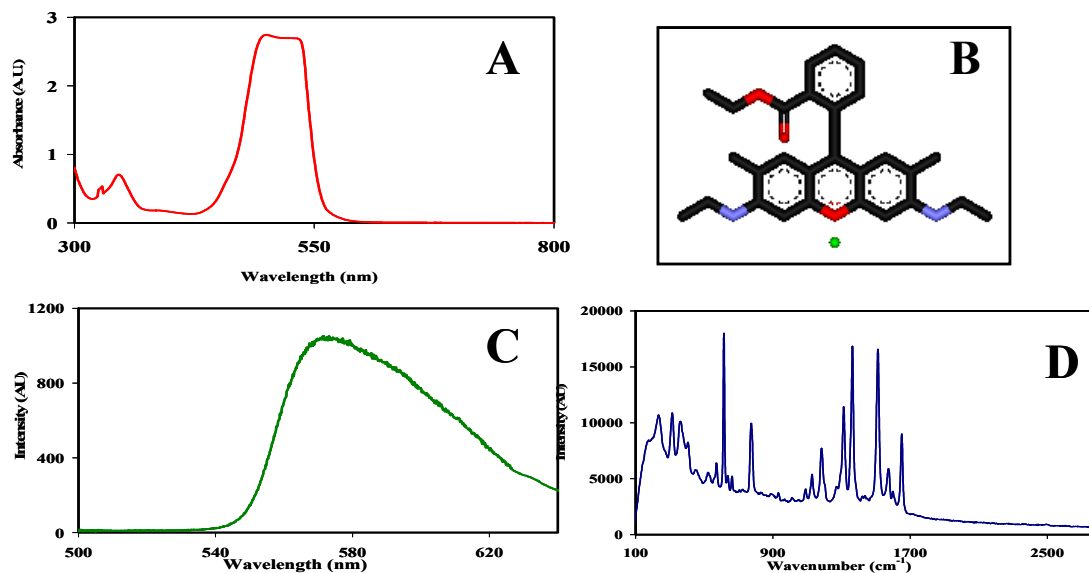 3
2
1
0
Absorbance (A.U)
300
550
800
Wavelength (nm)
A
B
1200
800
400
0
Intensity (AU)
500
540
580
620
Wavelength (nm)
C
20000
15000
10000
5000
0
Intensity (AU)
100
900
1700
2500
Wavenumber (cm⁻¹)
D